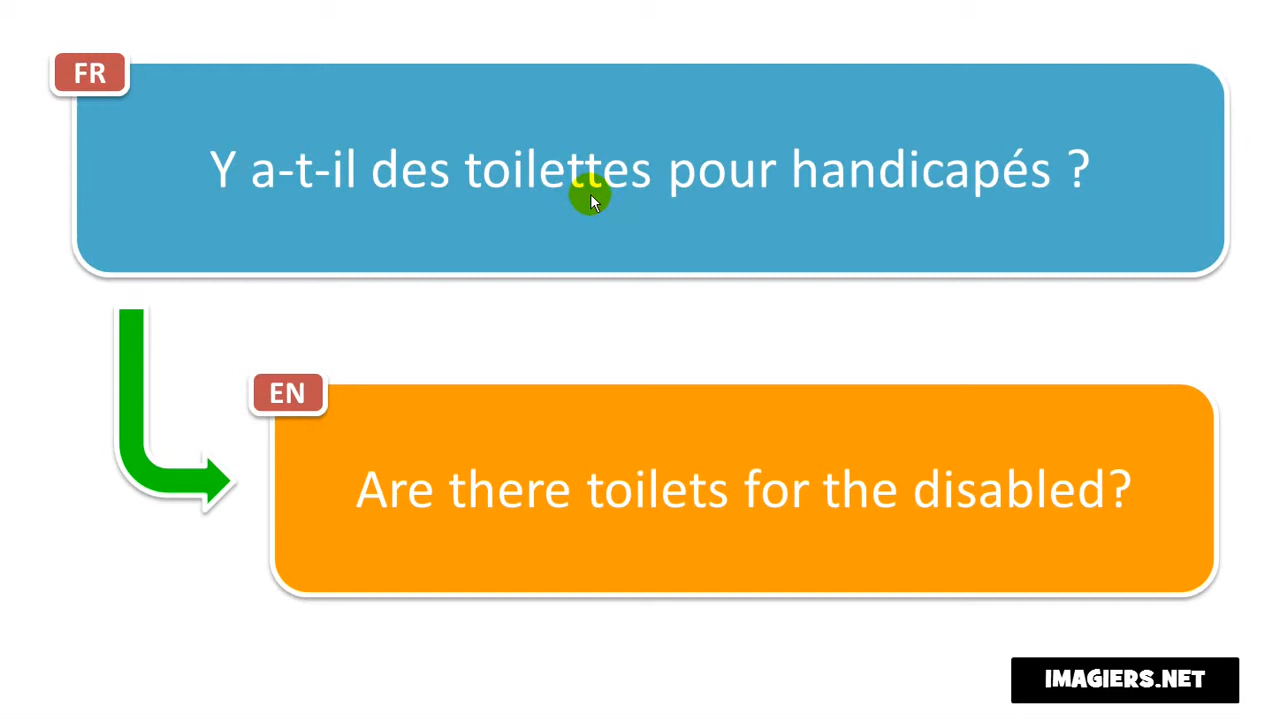 FR
Y a-t-il des toilettes pour handicapés ?
EN
Are there toilets for the disabled?
IMAGIERS.NET